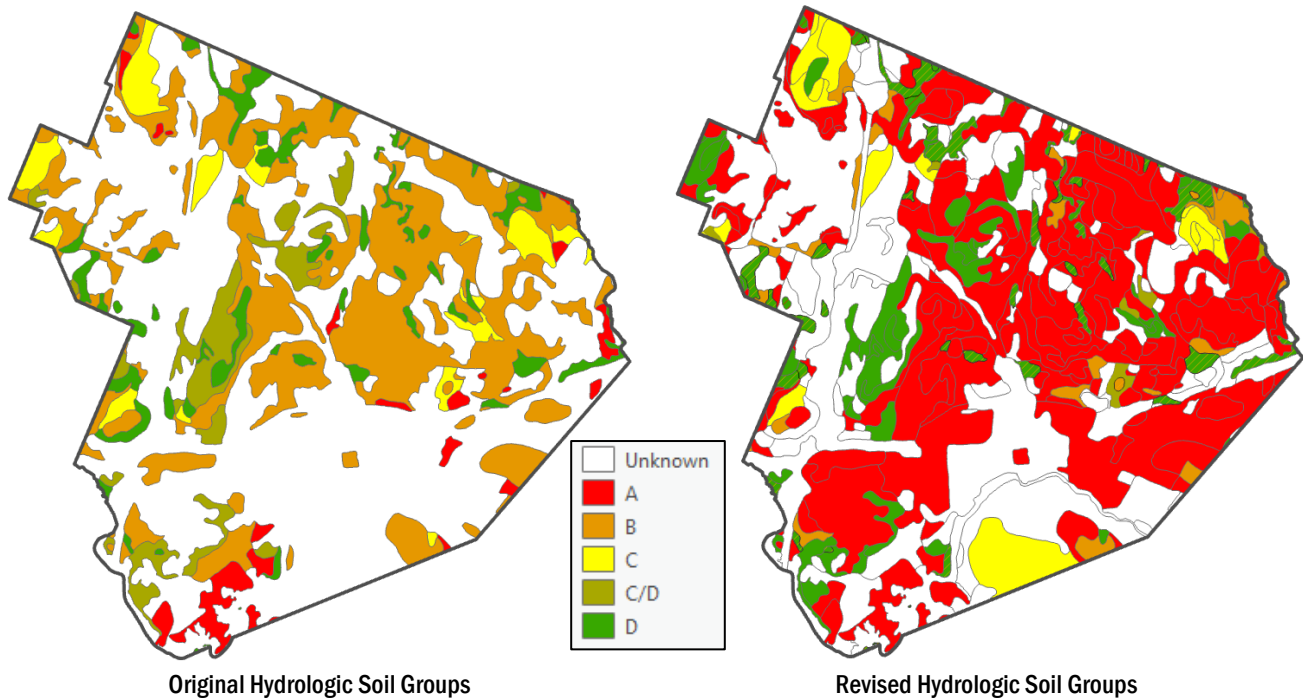 Unknown
A
B
C
C/D
D
Original Hydrologic Soil Groups
Revised Hydrologic Soil Groups